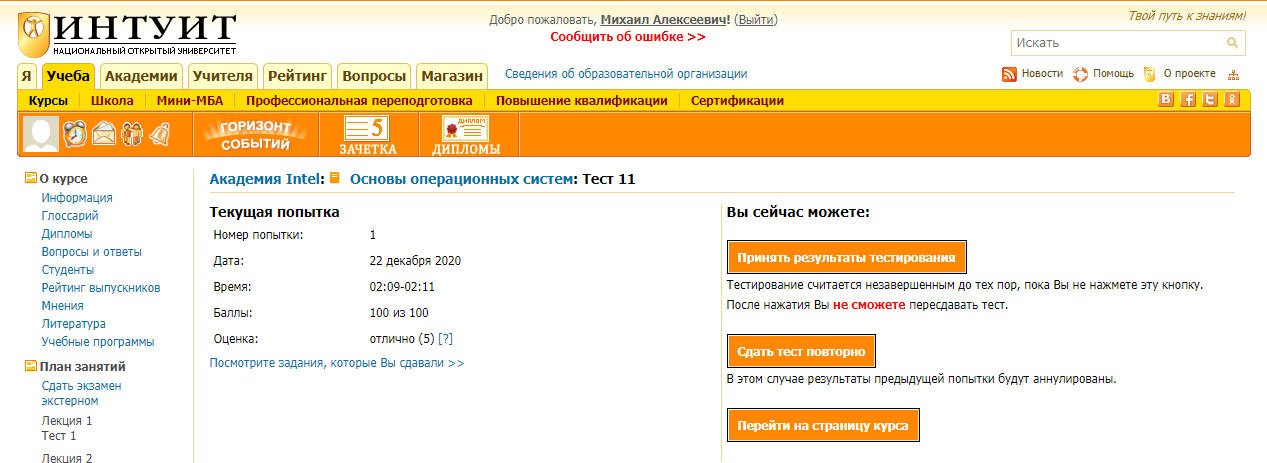 ИНТУИТ
НАЦИОНАЛЬНЫЙ ОТКРЫТЫЙ УНИВЕРСИТЕТ
Добро пожаловать, Михаил Алексеевич! (Выйти)
Сообщить об ошибке >>
Твой путь к знаниям!
Искать
Я Учеба Академии Учителя Рейтинг Вопросы Магазин Сведения об образовательной организации Новости Помощь О проекте
Курсы Школа Мини-МБА Профессиональная переподготовка Повышение квалификации Сертификации
ГОРИЗОНТ СОБЫТИЙ
5
ЗАЧЕТКА
ДИПЛОМ
ДИПЛОМЫ
О курсе
Информация
Глоссарий
Дипломы
Вопросы и ответы
Студенты
Рейтинг выпускников
Мнения
Литература
Учебные программы
План занятий
Сдать экзамен
экстерном
Лекция 1
Тест 1
Лекция 2
Академия Intel: Основы операционных систем: Тест 11
Текущая попытка
Номер попытки: 1
Дата: 22 декабря 2020
Время: 02:09-02:11
Баллы: 100 из 100
Оценка: отлично (5) [?]
Посмотрите задания, которые Вы сдавали >>
Вы сейчас можете:
Принять результаты тестирования
Тестирование считается незавершенным до тех пор, пока Вы не нажмете эту кнопку.
После нажатия Вы не сможете пересдавать тест.
Сдать тест повторно
В этом случае результаты предыдущей попытки будут аннулированы.
Перейти на страницу курса